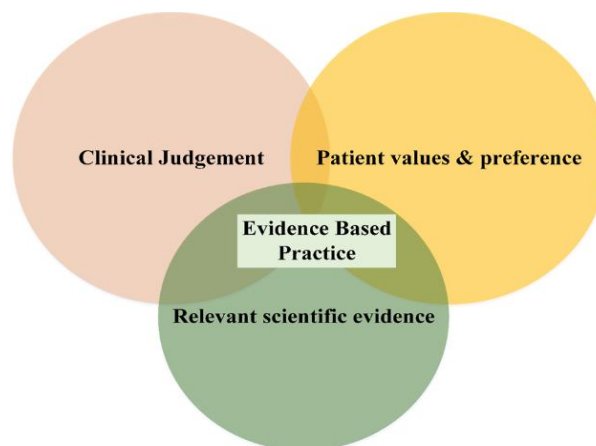 Clinical Judgement
Patient values & preference
Evidence Based
Practice
Relevant scientific evidence